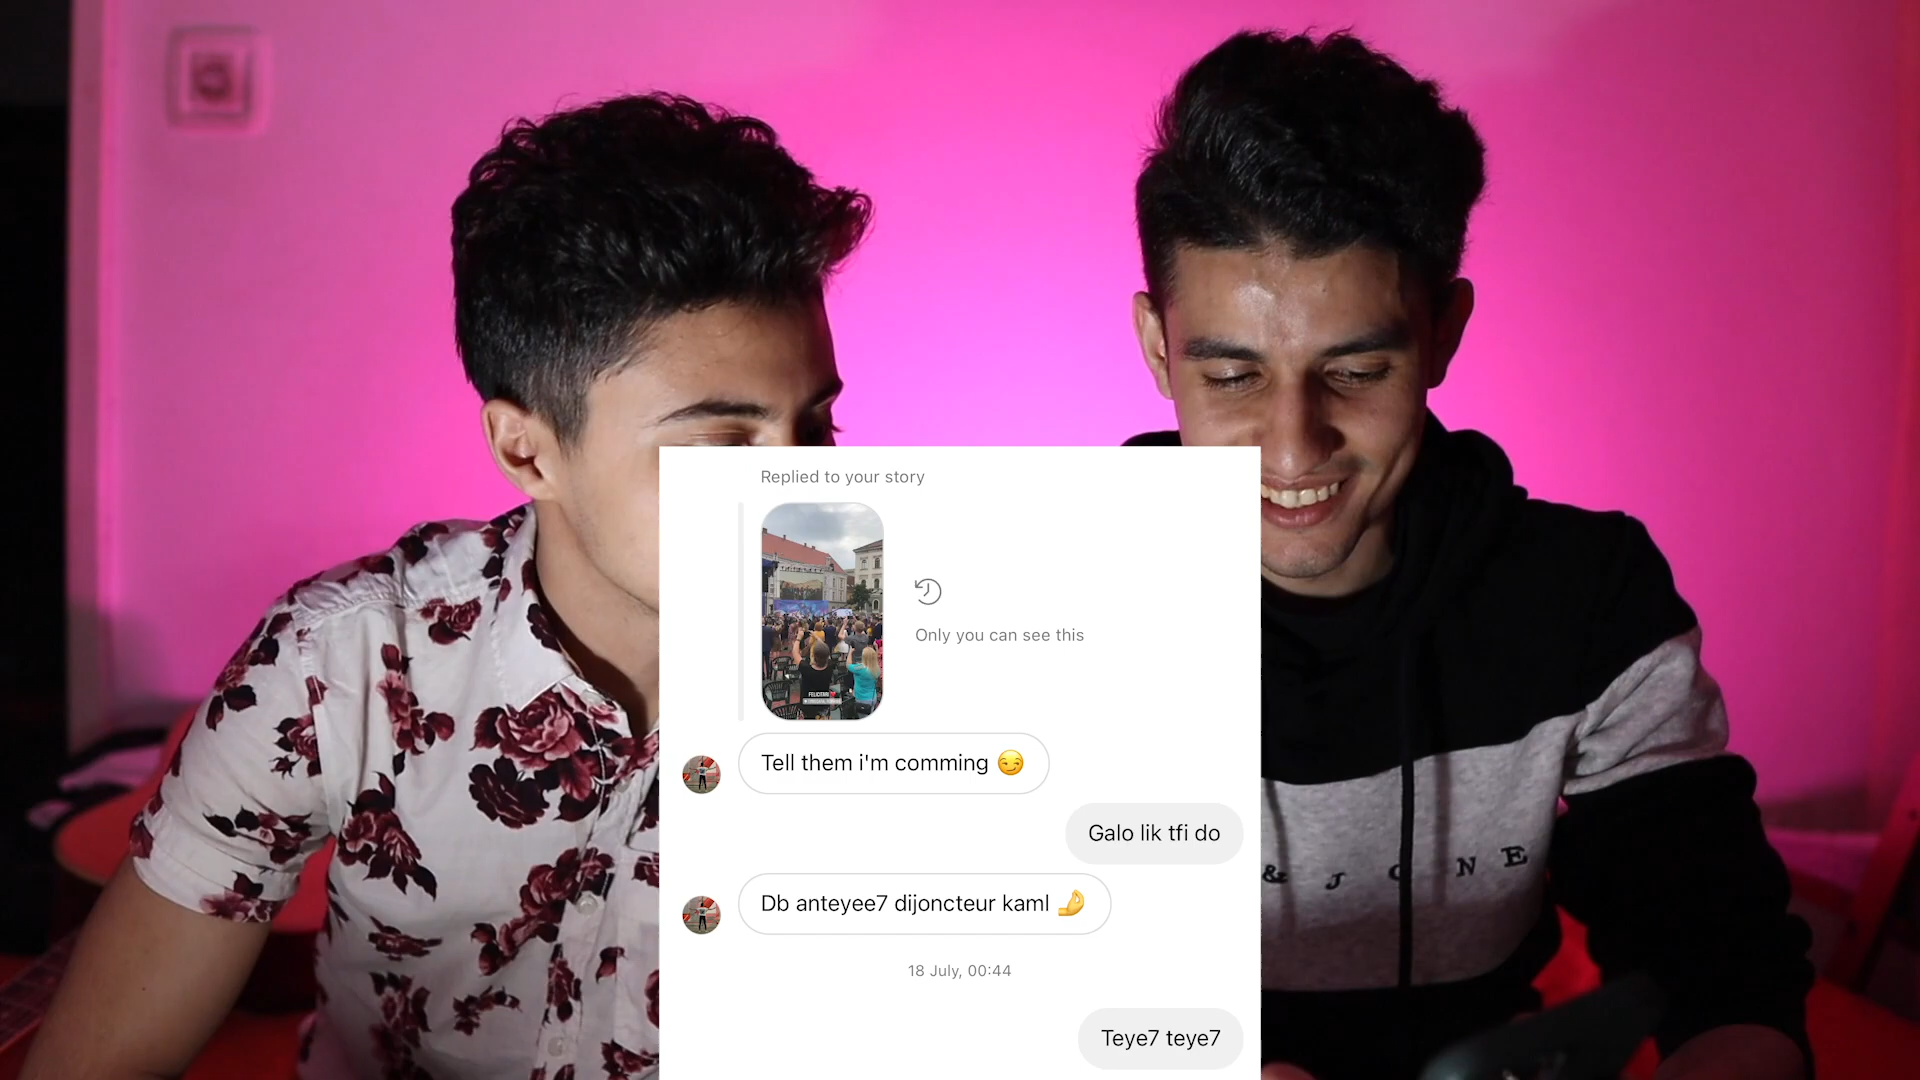 Replied to your story
Only you can see this
FELICITĂRI
Tell them i'm comming 😏
Galo lik tfi do
Db anteyee7 dijoncteur kaml 🤌
18 July, 00:44
Teye7 teye7
& J O N E